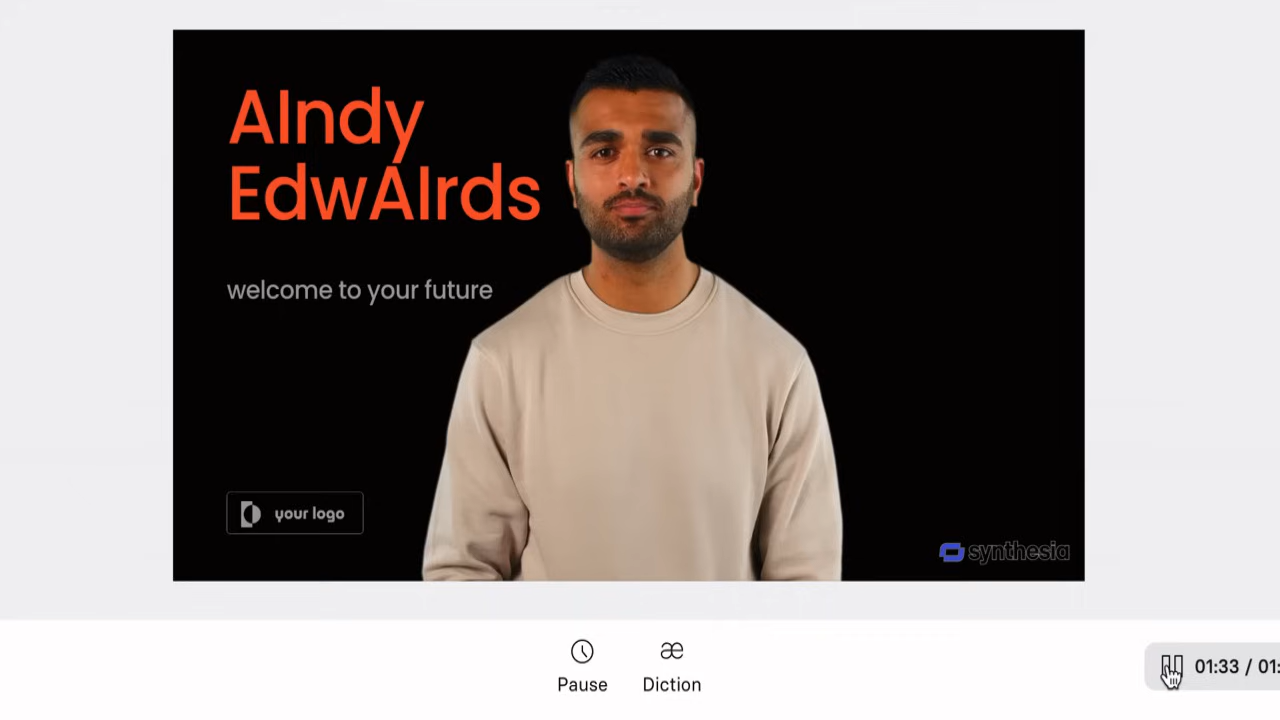 AIndy
EdwAIrds
welcome to your future
your logo
synthesia
Pause
Diction
01:33 / 01: